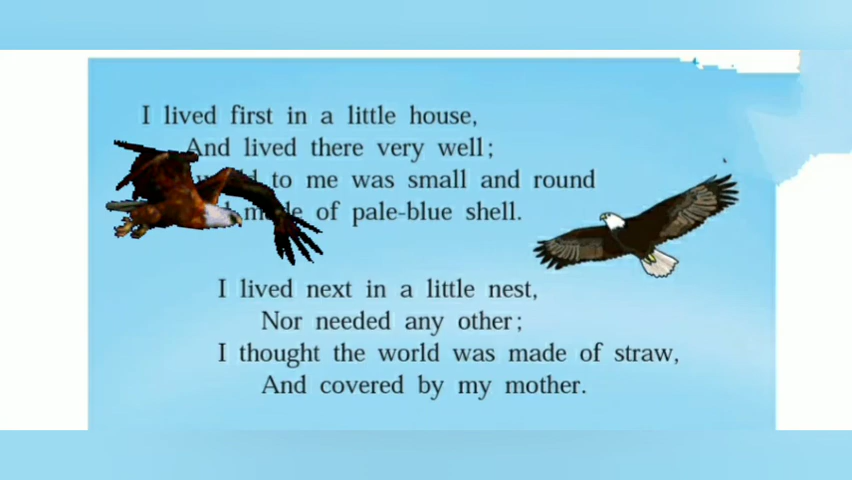 I lived first in a little house,
And lived there very well;
to me was small and round
of pale-blue shell.
I lived next in a little nest,
Nor needed any other;
I thought the world was made of straw,
And covered by my mother.